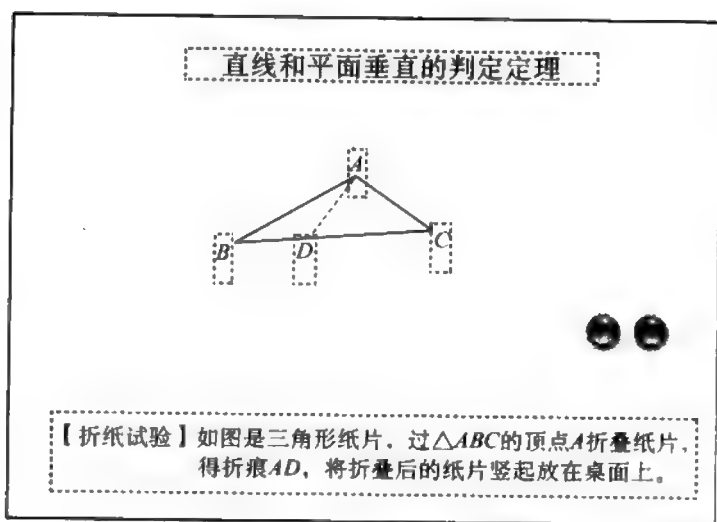 直线和平面垂直的判定定理
A
B
D
C
【折纸试验】如图是三角形纸片，过△ABC的顶点A折叠纸片，
得折痕AD，将折叠后的纸片竖起放在桌面上。